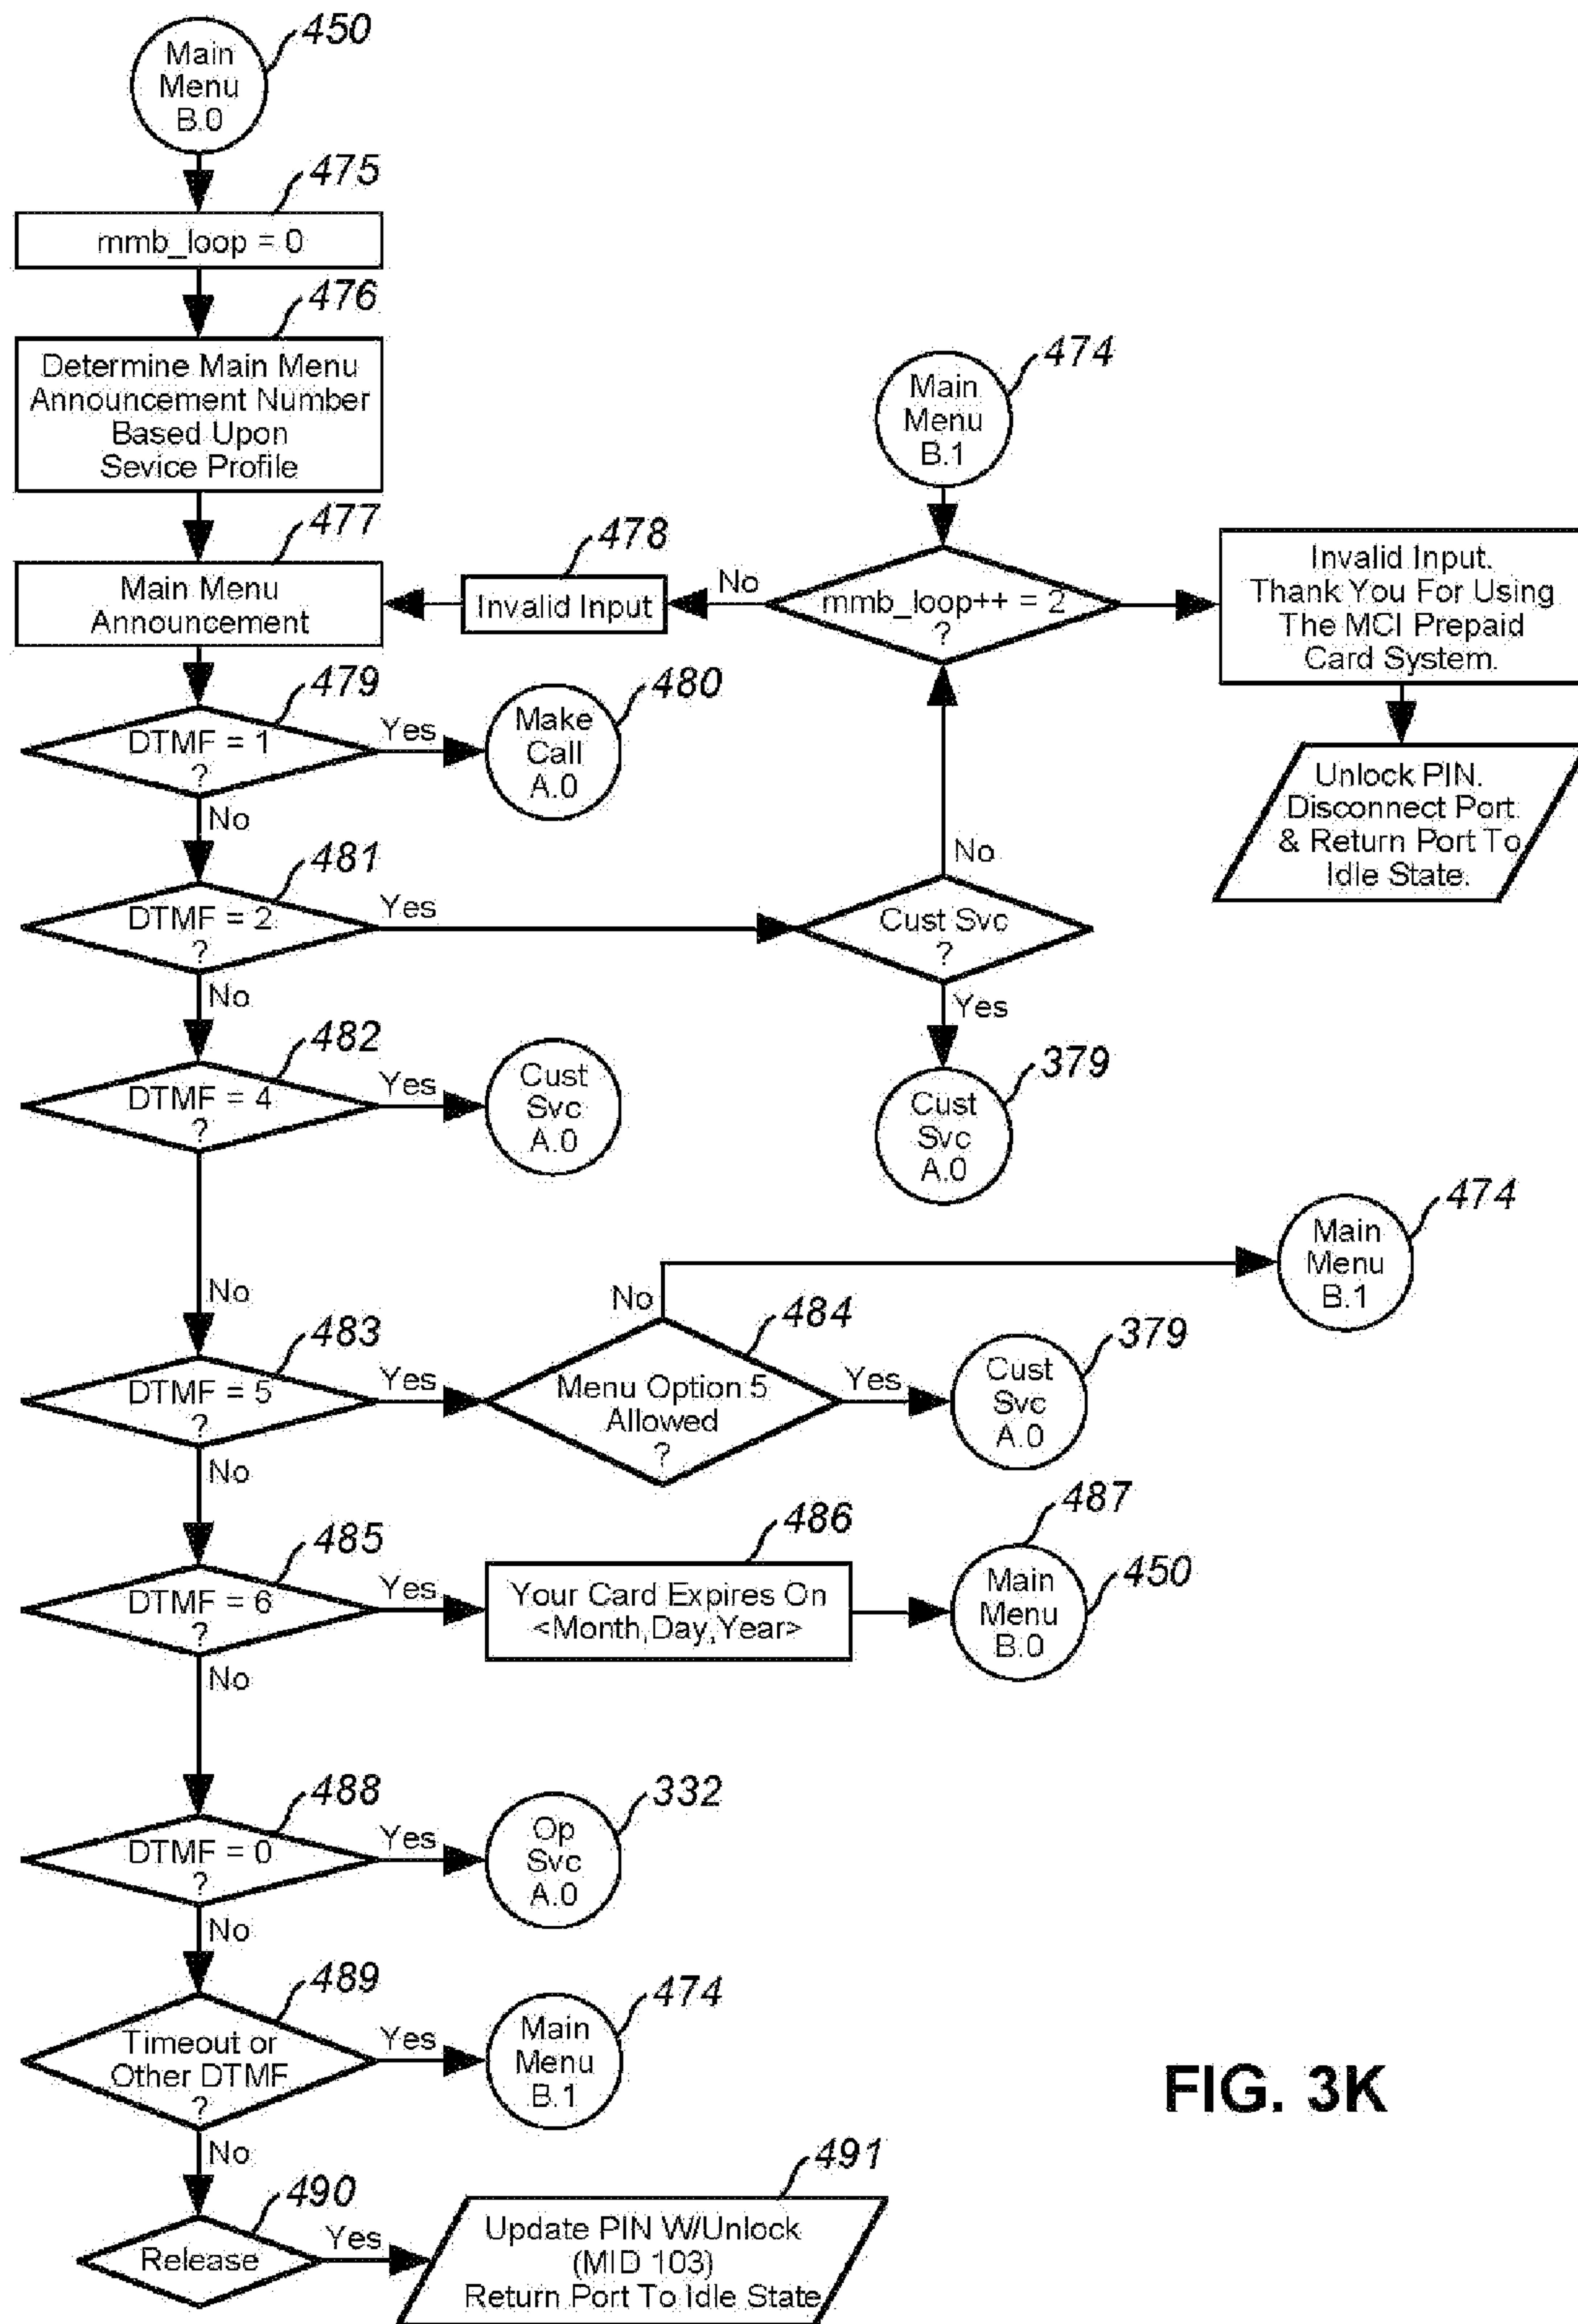 450
Main
Menu
B.0
475
mmb_loop = 0
476
Determine Main Menu
Announcement Number
Based Upon
Sevice Profile
474
Main
Menu
B.1
477
Main Menu
Announcement
478
Invalid Input
No
mmb_loop++ = 2
?
Invalid Input.
Thank You For Using
The MCI Prepaid
Card System.
Unlock PIN.
Disconnect Port
& Return Port To
Idle State.
479
DTMF = 1
?
Yes
480
Make
Call
A.0
No
481
DTMF = 2
?
Yes
No
Cust Svc
?
Yes
379
Cust
Svc
A.0
No
482
DTMF = 4
?
Yes
Cust
Svc
A.0
No
483
DTMF = 5
?
Yes
No
484
Menu Option 5
Allowed
?
474
Main
Menu
B.1
Yes
379
Cust
Svc
A.0
No
485
DTMF = 6
?
Yes
486
Your Card Expires On
<Month,Day,Year>
487
Main
Menu
B.0
450
No
488
DTMF = 0
?
Yes
332
Op
Svc
A.0
No
489
Timeout or
Other DTMF
?
Yes
474
Main
Menu
B.1
No
490
Release
Yes
491
Update PIN W/Unlock
(MID 103)
Return Port To Idle State
FIG. 3K